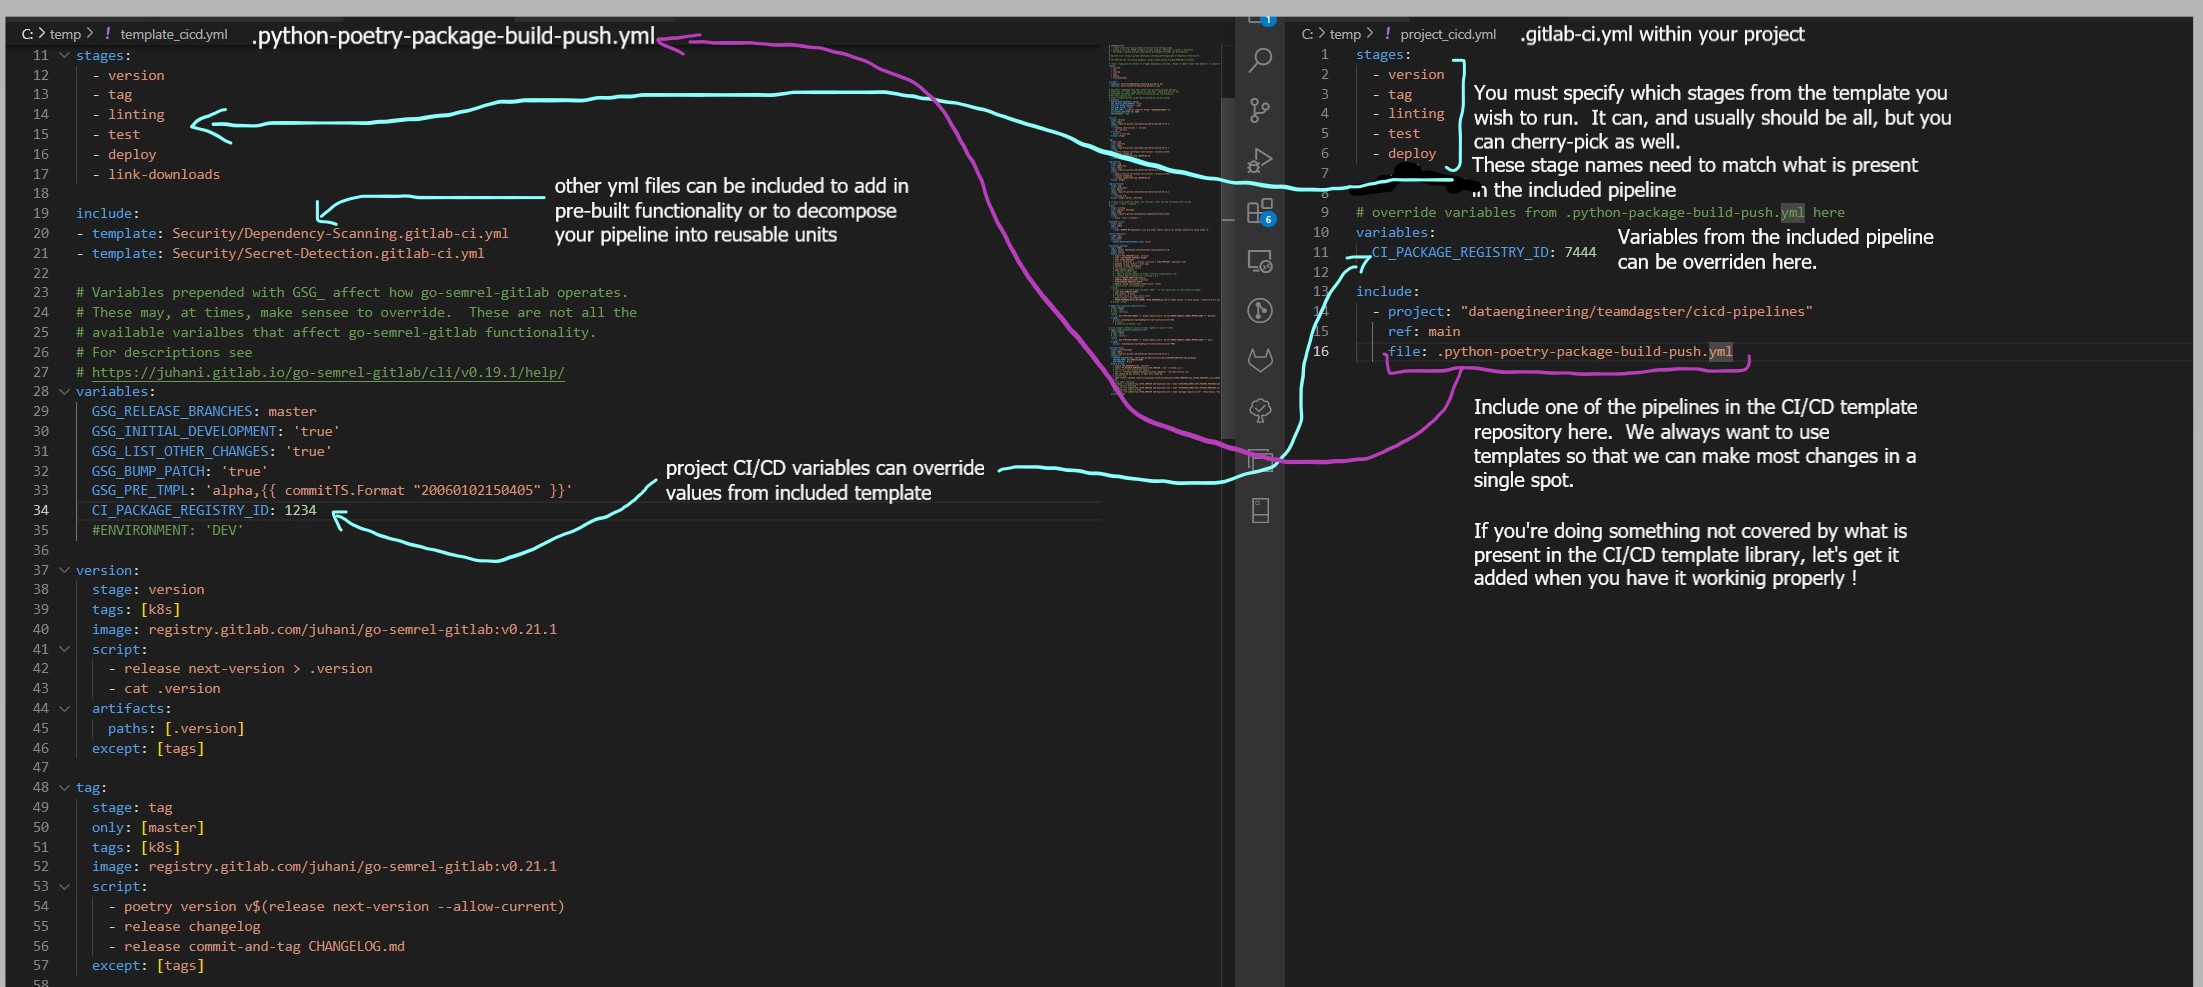 C: > temp > ! template_cicd.yml
.python-poetry-package-build-push.yml
11 stages:
12 - version
13 - tag
14 - linting
15 - test
16 - deploy
17 - link-downloads
18
19 include:
20 - template: Security/Dependency-Scanning.gitlab-ci.yml
21 - template: Security/Secret-Detection.gitlab-ci.yml
22
23 # Variables prepended with GSG_ affect how go-semrel-gitlab operates.
24 # These may, at times, make sensee to override.  These are not all the
25 # available varialbes that affect go-semrel-gitlab functionality.
26 # For descriptions see
27 # https://juhani.gitlab.io/go-semrel-gitlab/cli/v0.19.1/help/
28 variables:
29 GSG_RELEASE_BRANCHES: master
30 GSG_INITIAL_DEVELOPMENT: 'true'
31 GSG_LIST_OTHER_CHANGES: 'true'
32 GSG_BUMP_PATCH: 'true'
33 GSG_PRE_TMPL: 'alpha,{{ commitTS.Format "20060102150405" }}'
34 CI_PACKAGE_REGISTRY_ID: 1234
35 #ENVIRONMENT: 'DEV'
36
37 version:
38 stage: version
39 tags: [k8s]
40 image: registry.gitlab.com/juhani/go-semrel-gitlab:v0.21.1
41 script:
42 - release next-version > .version
43 - cat .version
44 artifacts:
45 paths: [.version]
46 except: [tags]
47
48 tag:
49 stage: tag
50 only: [master]
51 tags: [k8s]
52 image: registry.gitlab.com/juhani/go-semrel-gitlab:v0.21.1
53 script:
54 - poetry version v$(release next-version --allow-current)
55 - release changelog
56 - release commit-and-tag CHANGELOG.md
57 except: [tags]
58
other yml files can be included to add in
pre-built functionality or to decompose
your pipeline into reusable units
project CI/CD variables can override
values from included template
1
6
C: > temp > ! project_cicd.yml
.gitlab-ci.yml within your project
1 stages:
2 - version
3 - tag
4 - linting
5 - test
6 - deploy
7
8
9 # override variables from .python-package-build-push.yml here
10 variables:
11 CI_PACKAGE_REGISTRY_ID: 7444
12
13 include:
14 - project: "dataengineering/teamdagster/cicd-pipelines"
15 ref: main
16 file: .python-poetry-package-build-push.yml
You must specify which stages from the template you
wish to run.  It can, and usually should be all, but you
can cherry-pick as well.
These stage names need to match what is present
in the included pipeline
Variables from the included pipeline
can be overriden here.
Include one of the pipelines in the CI/CD template
repository here.  We always want to use
templates so that we can make most changes in a
single spot.
If you're doing something not covered by what is
present in the CI/CD template library, let's get it
added when you have it workinig properly !